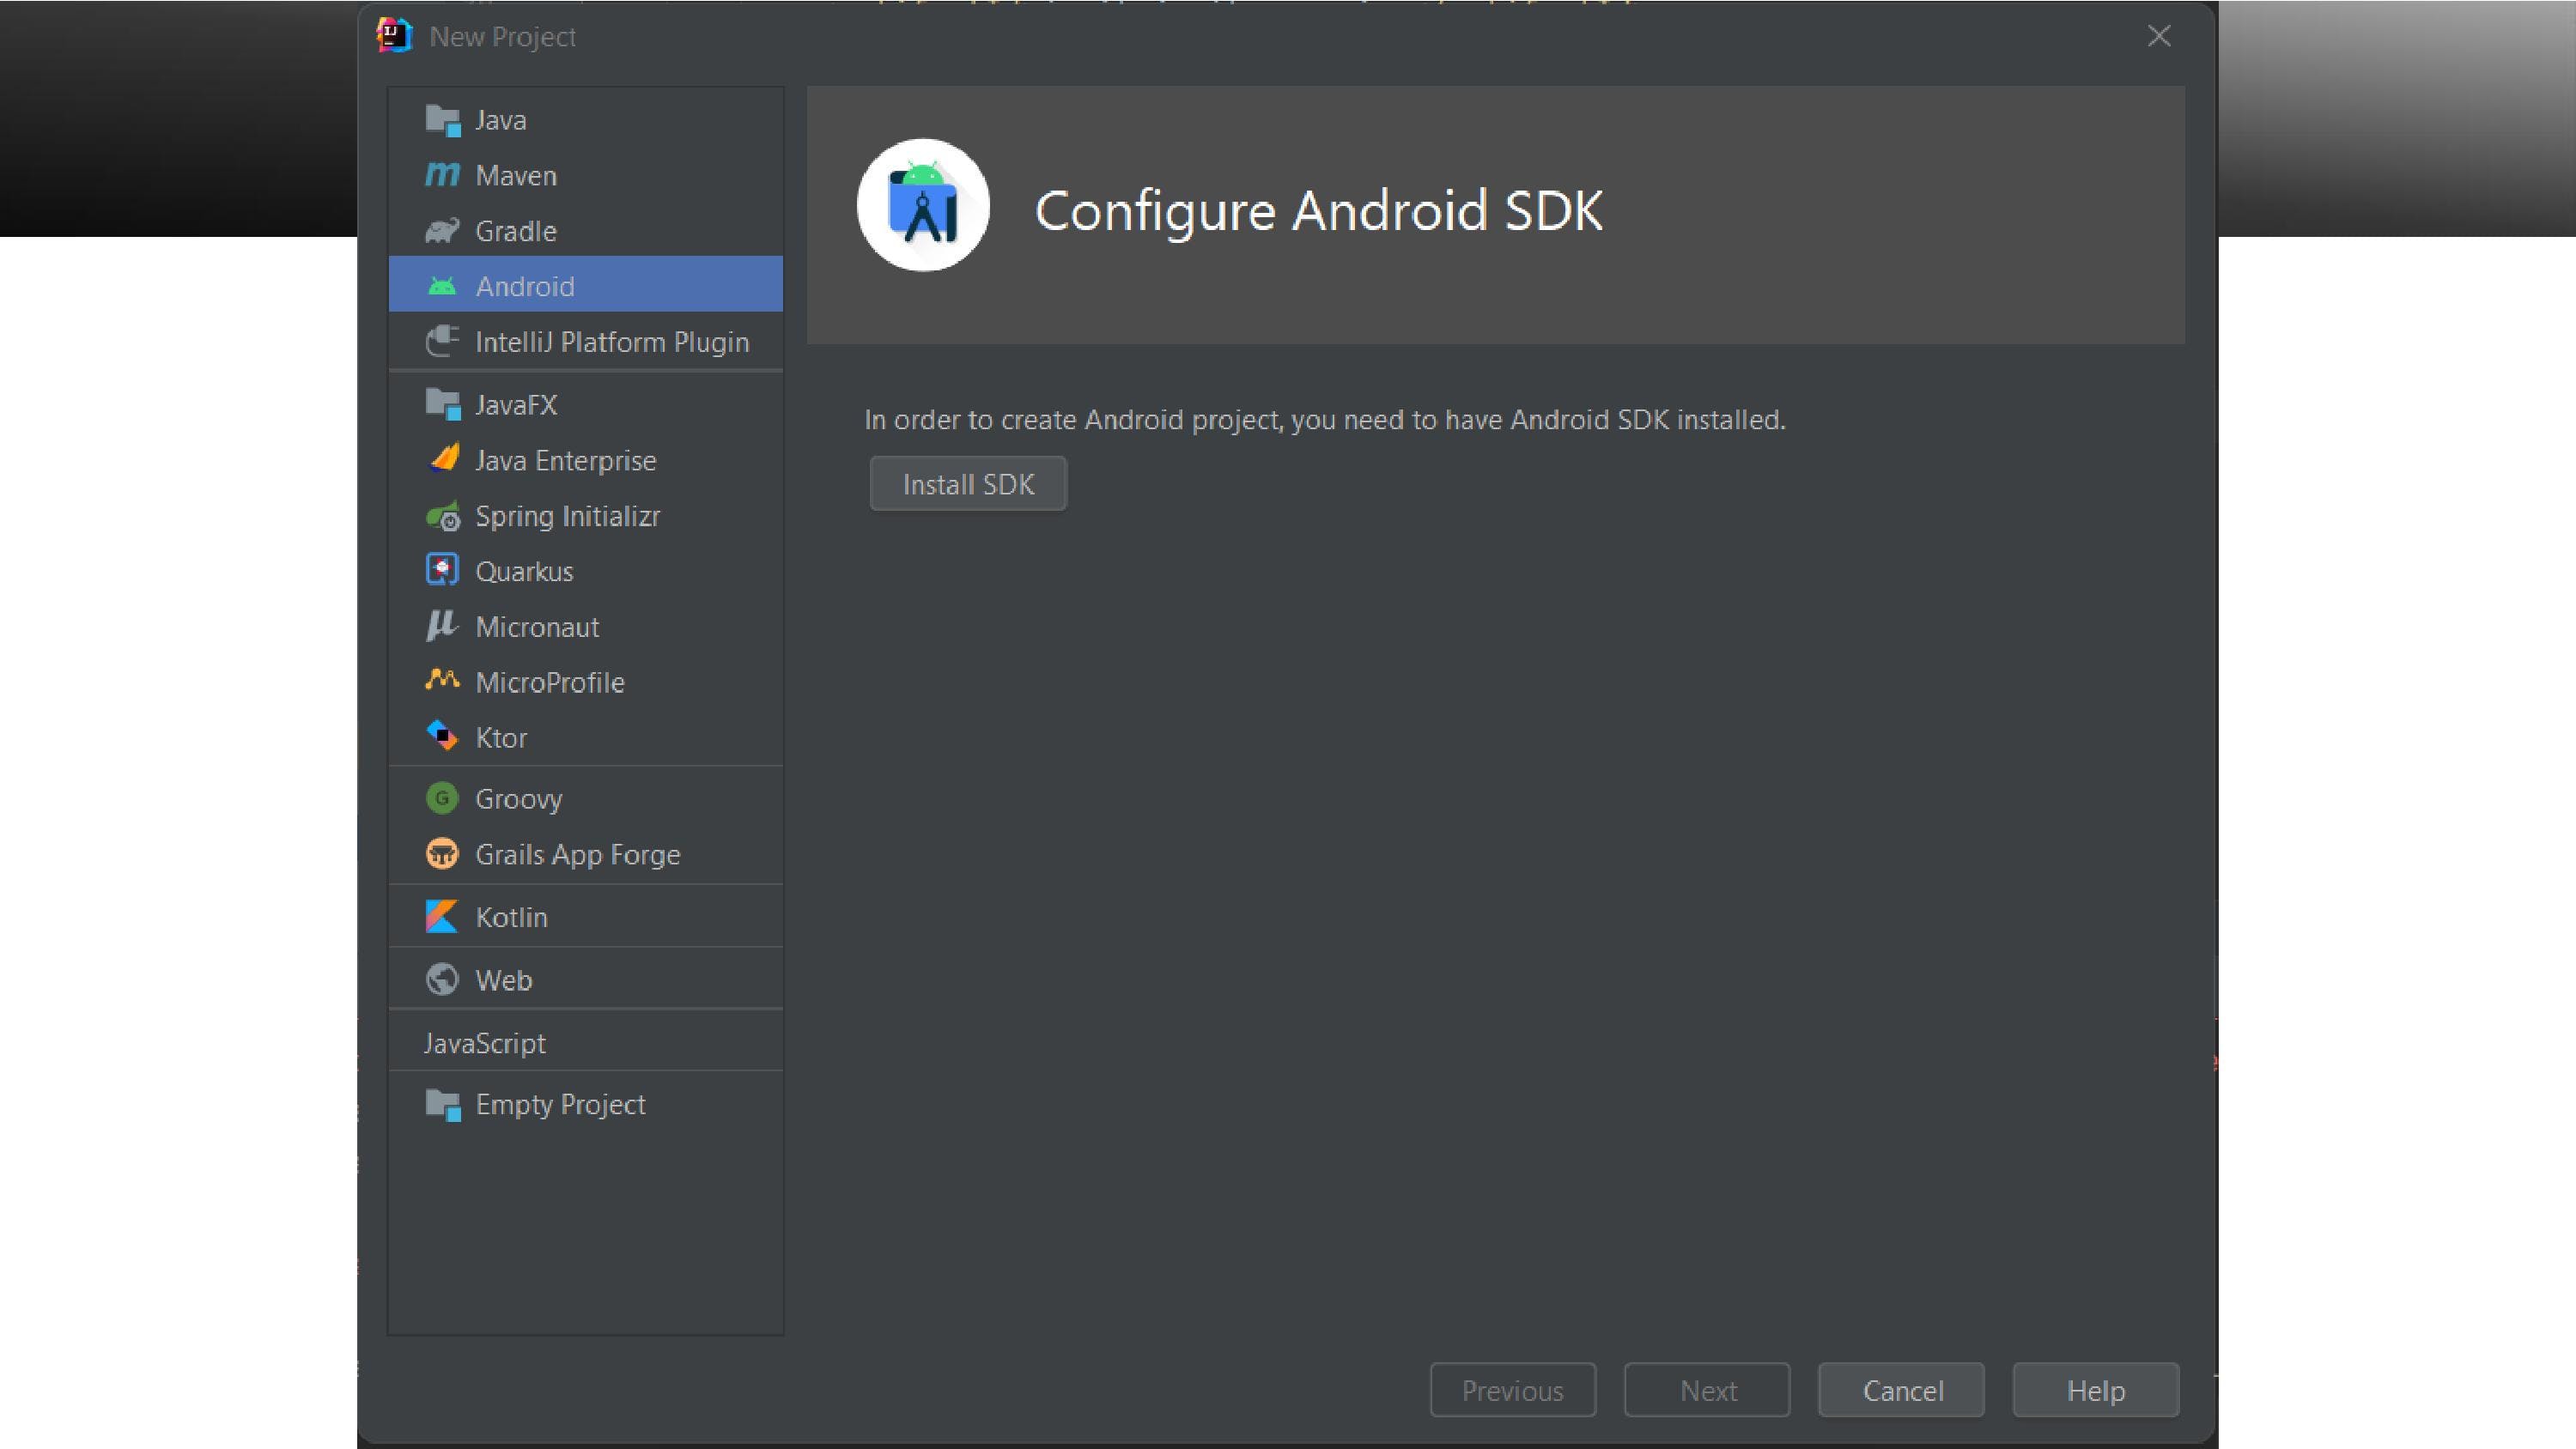 New Project
Java
Maven
Gradle
Android
IntelliJ Platform Plugin
JavaFX
Java Enterprise
Spring Initializr
Quarkus
Micronaut
MicroProfile
Ktor
Groovy
Grails App Forge
Kotlin
Web
JavaScript
Empty Project
Configure Android SDK
In order to create Android project, you need to have Android SDK installed.
Install SDK
Previous
Next
Cancel
Help